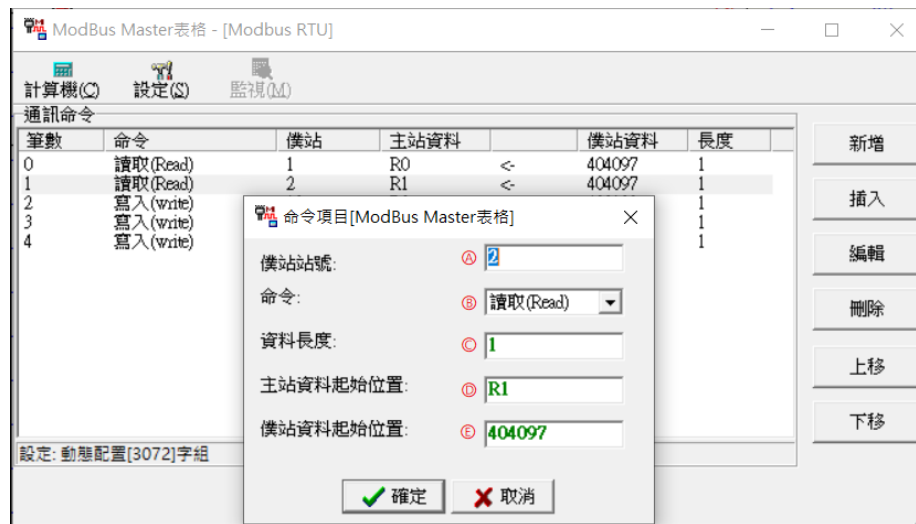 ModBus Master表格 - [Modbus RTU]
計算機(C) 設定(S) 監視(M)
通訊命令
筆數 命令 僕站 主站資料 僕站資料 長度
0 讀取(Read) 1 R0 <- 404097 1
1 讀取(Read) 2 R1 <- 404097 1
2 寫入(write) 1
3 寫入(write) 1
4 寫入(write) 1
新增
插入
編輯
刪除
上移
下移
命令項目[ModBus Master表格]
僕站站號: Ⓐ 2
命令: Ⓑ 讀取(Read)
資料長度: Ⓒ 1
主站資料起始位置: Ⓓ R1
僕站資料起始位置: Ⓔ 404097
確定 取消
設定: 動態配置[3072]字組